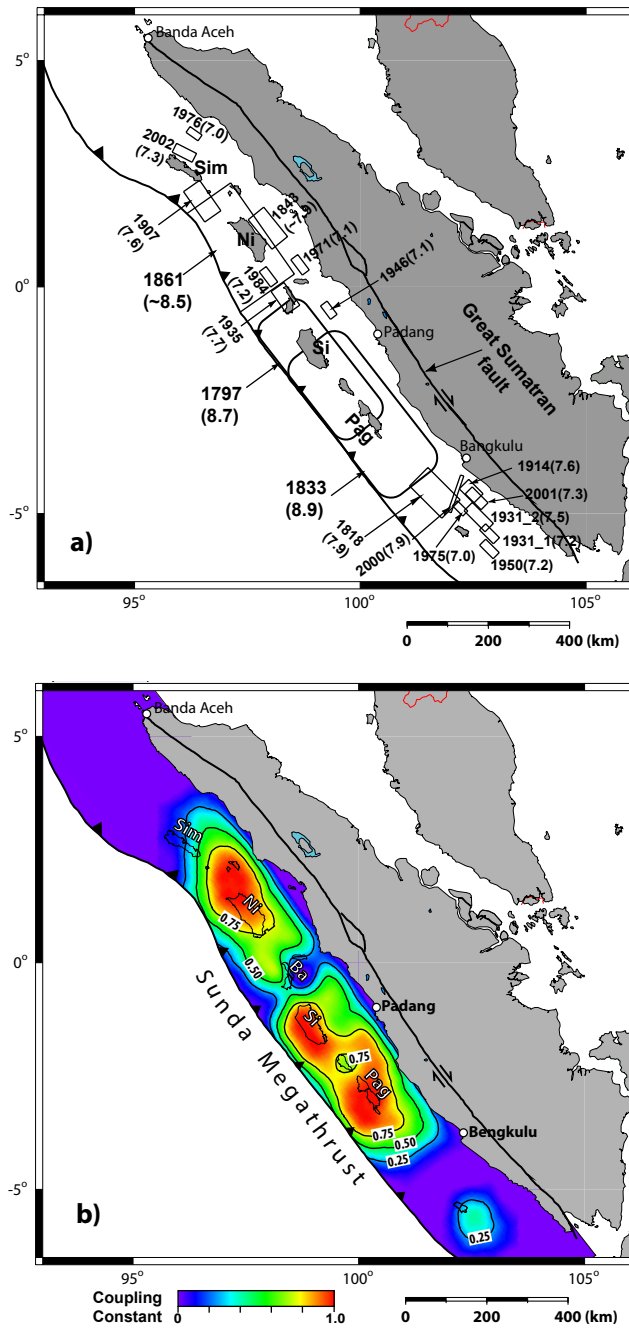 Banda Aceh
5°
1976(7.0)
2002
(7.3)
Sim
1907
(7.6)
1843
(~7.9)
Ni
1971(7.1)
1861
(~8.5)
1984
(7.2)
1946(7.1)
0°
1935
(7.7)
Padang
Si
Great Sumatran
fault
1797
(8.7)
Pag
Bangkulu
1914(7.6)
1833
(8.9)
2001(7.3)
1818
(7.9)
1931_2(7.5)
2000(7.9)
1931_1(7.2)
1975(7.0)
1950(7.2)
-5°
a)
95°
100°
105°
0
200
400 (km)
Banda Aceh
5°
Sim
Ni
0.75
0.50
0°
Ba
Padang
Si
0.75
Pag
Sunda Megathrust
0.75
0.50
0.25
Bengkulu
-5°
0.25
b)
95°
100°
105°
Coupling
Constant
0
1.0
0
200
400 (km)